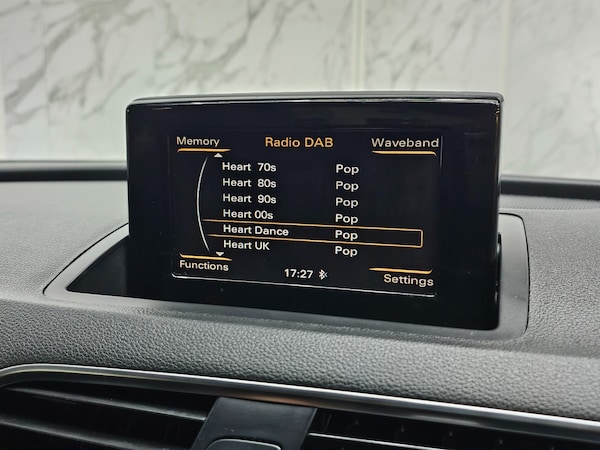 Memory Radio DAB Waveband
Heart 70s Pop
Heart 80s Pop
Heart 90s Pop
Heart 00s Pop
Heart Dance Pop
Heart UK Pop
Functions 17:27 Settings